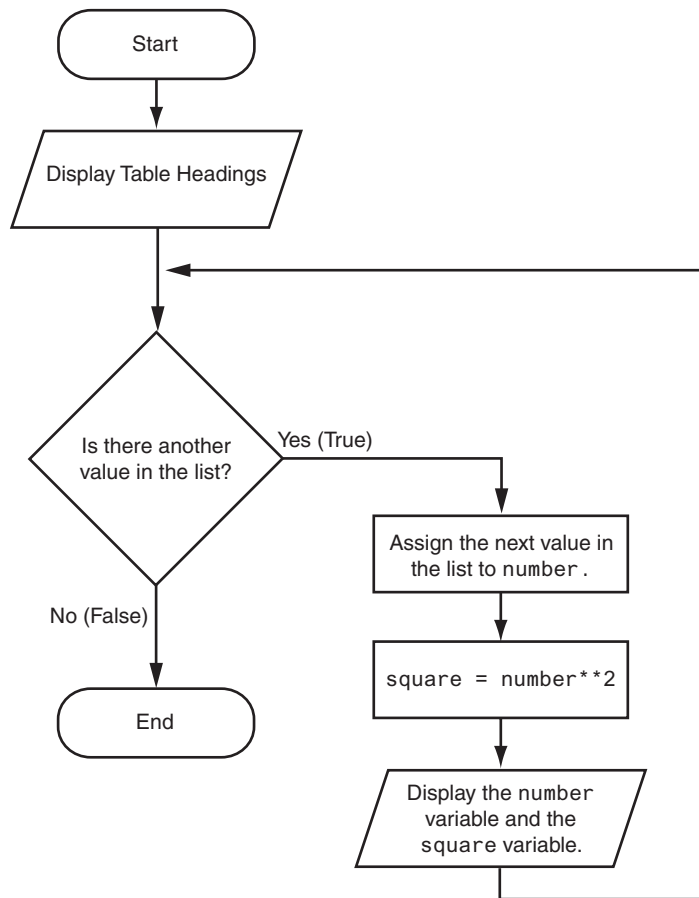 Start
Display Table Headings
Is there another
value in the list?
Yes (True)
Assign the next value in
the list to number.
No (False)
square = number**2
End
Display the number
variable and the
square variable.